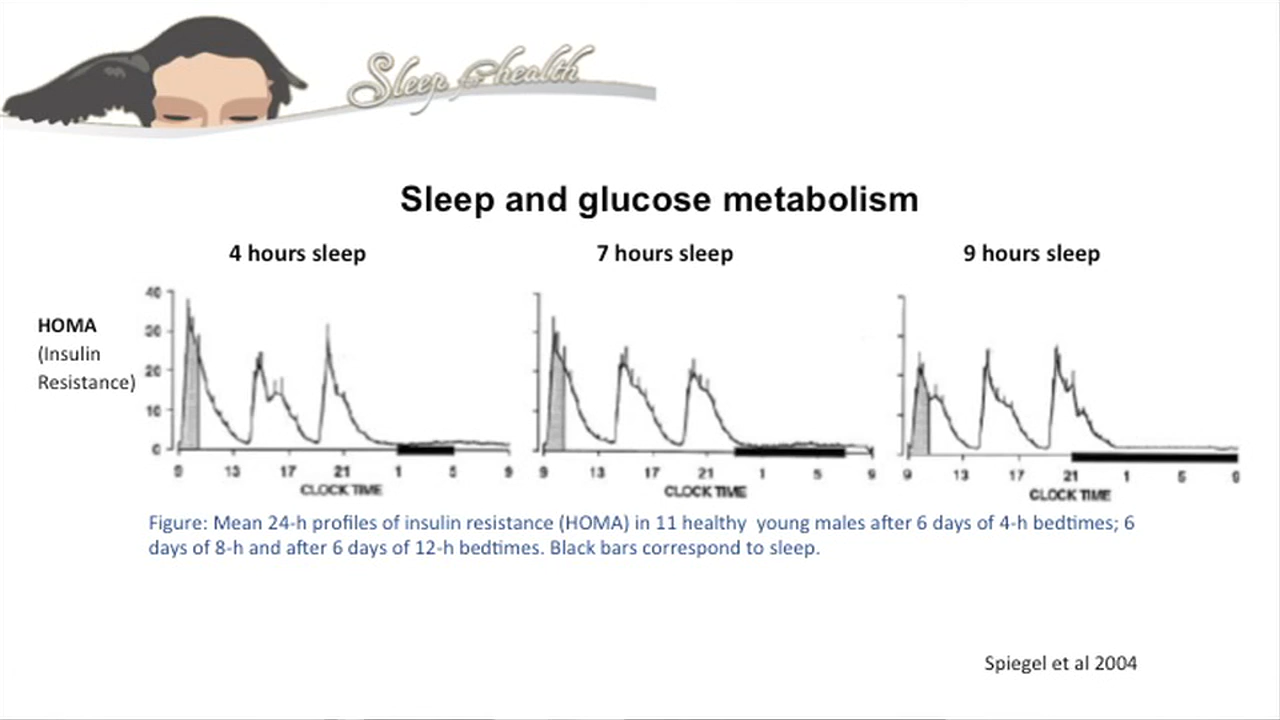 Sleep for health
Sleep and glucose metabolism
4 hours sleep
7 hours sleep
9 hours sleep
HOMA
(Insulin
Resistance)
40
30
20
10
0
9 13 17 21 1 5 9
CLOCK TIME
9 13 17 21 1 5 9
CLOCK TIME
9 13 17 21 1 5 9
CLOCK TIME
Figure: Mean 24-h profiles of insulin resistance (HOMA) in 11 healthy young males after 6 days of 4-h bedtimes; 6
days of 8-h and after 6 days of 12-h bedtimes. Black bars correspond to sleep.
Spiegel et al 2004